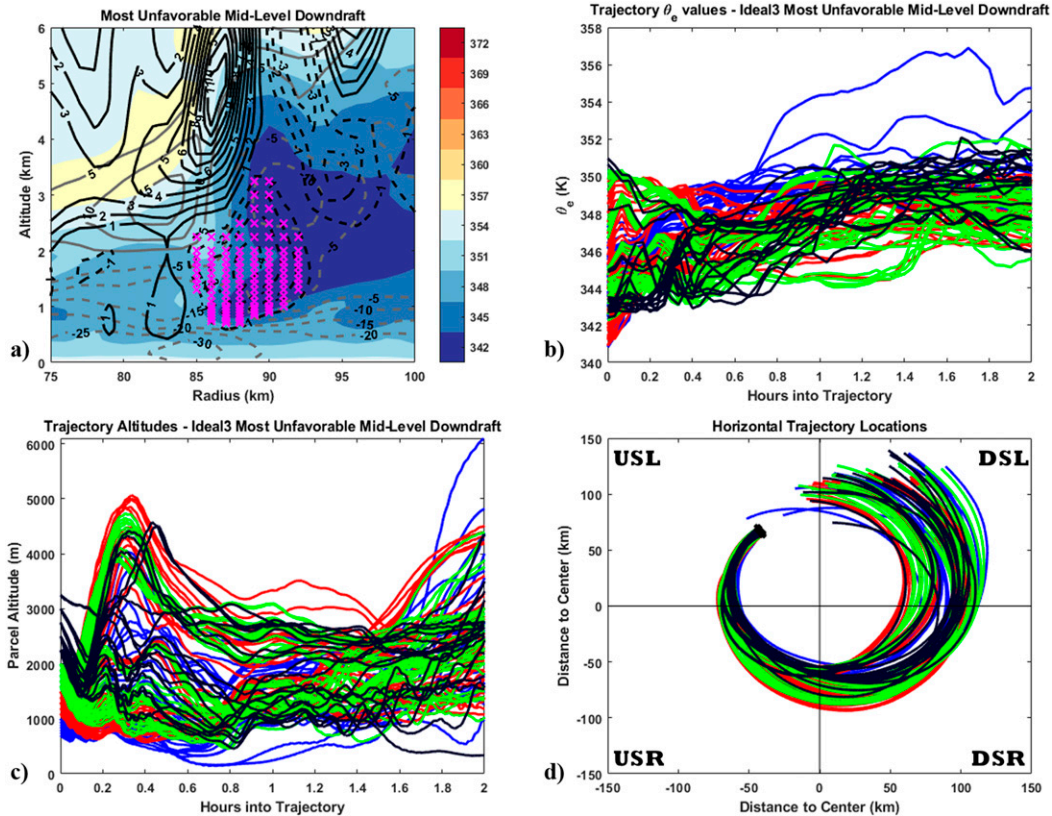 Most Unfavorable Mid-Level Downdraft
Altitude (km)
6
5
4
3
2
1
0
75
80
85
90
95
100
Radius (km)
372
369
366
363
360
357
354
351
348
345
342
a)
Trajectory θe values - Ideal3 Most Unfavorable Mid-Level Downdraft
θe (K)
358
356
354
352
350
348
346
344
342
340
0 0.2 0.4 0.6 0.8 1 1.2 1.4 1.6 1.8 2
Hours into Trajectory
b)
Trajectory Altitudes - Ideal3 Most Unfavorable Mid-Level Downdraft
Parcel Altitude (m)
6000
5000
4000
3000
2000
1000
0
0 0.2 0.4 0.6 0.8 1 1.2 1.4 1.6 1.8 2
Hours into Trajectory
c)
Horizontal Trajectory Locations
Distance to Center (km)
150
100
50
0
-50
-100
-150
USL DSL
USR DSR
-150 -100 -50 0 50 100 150
Distance to Center (km)
d)